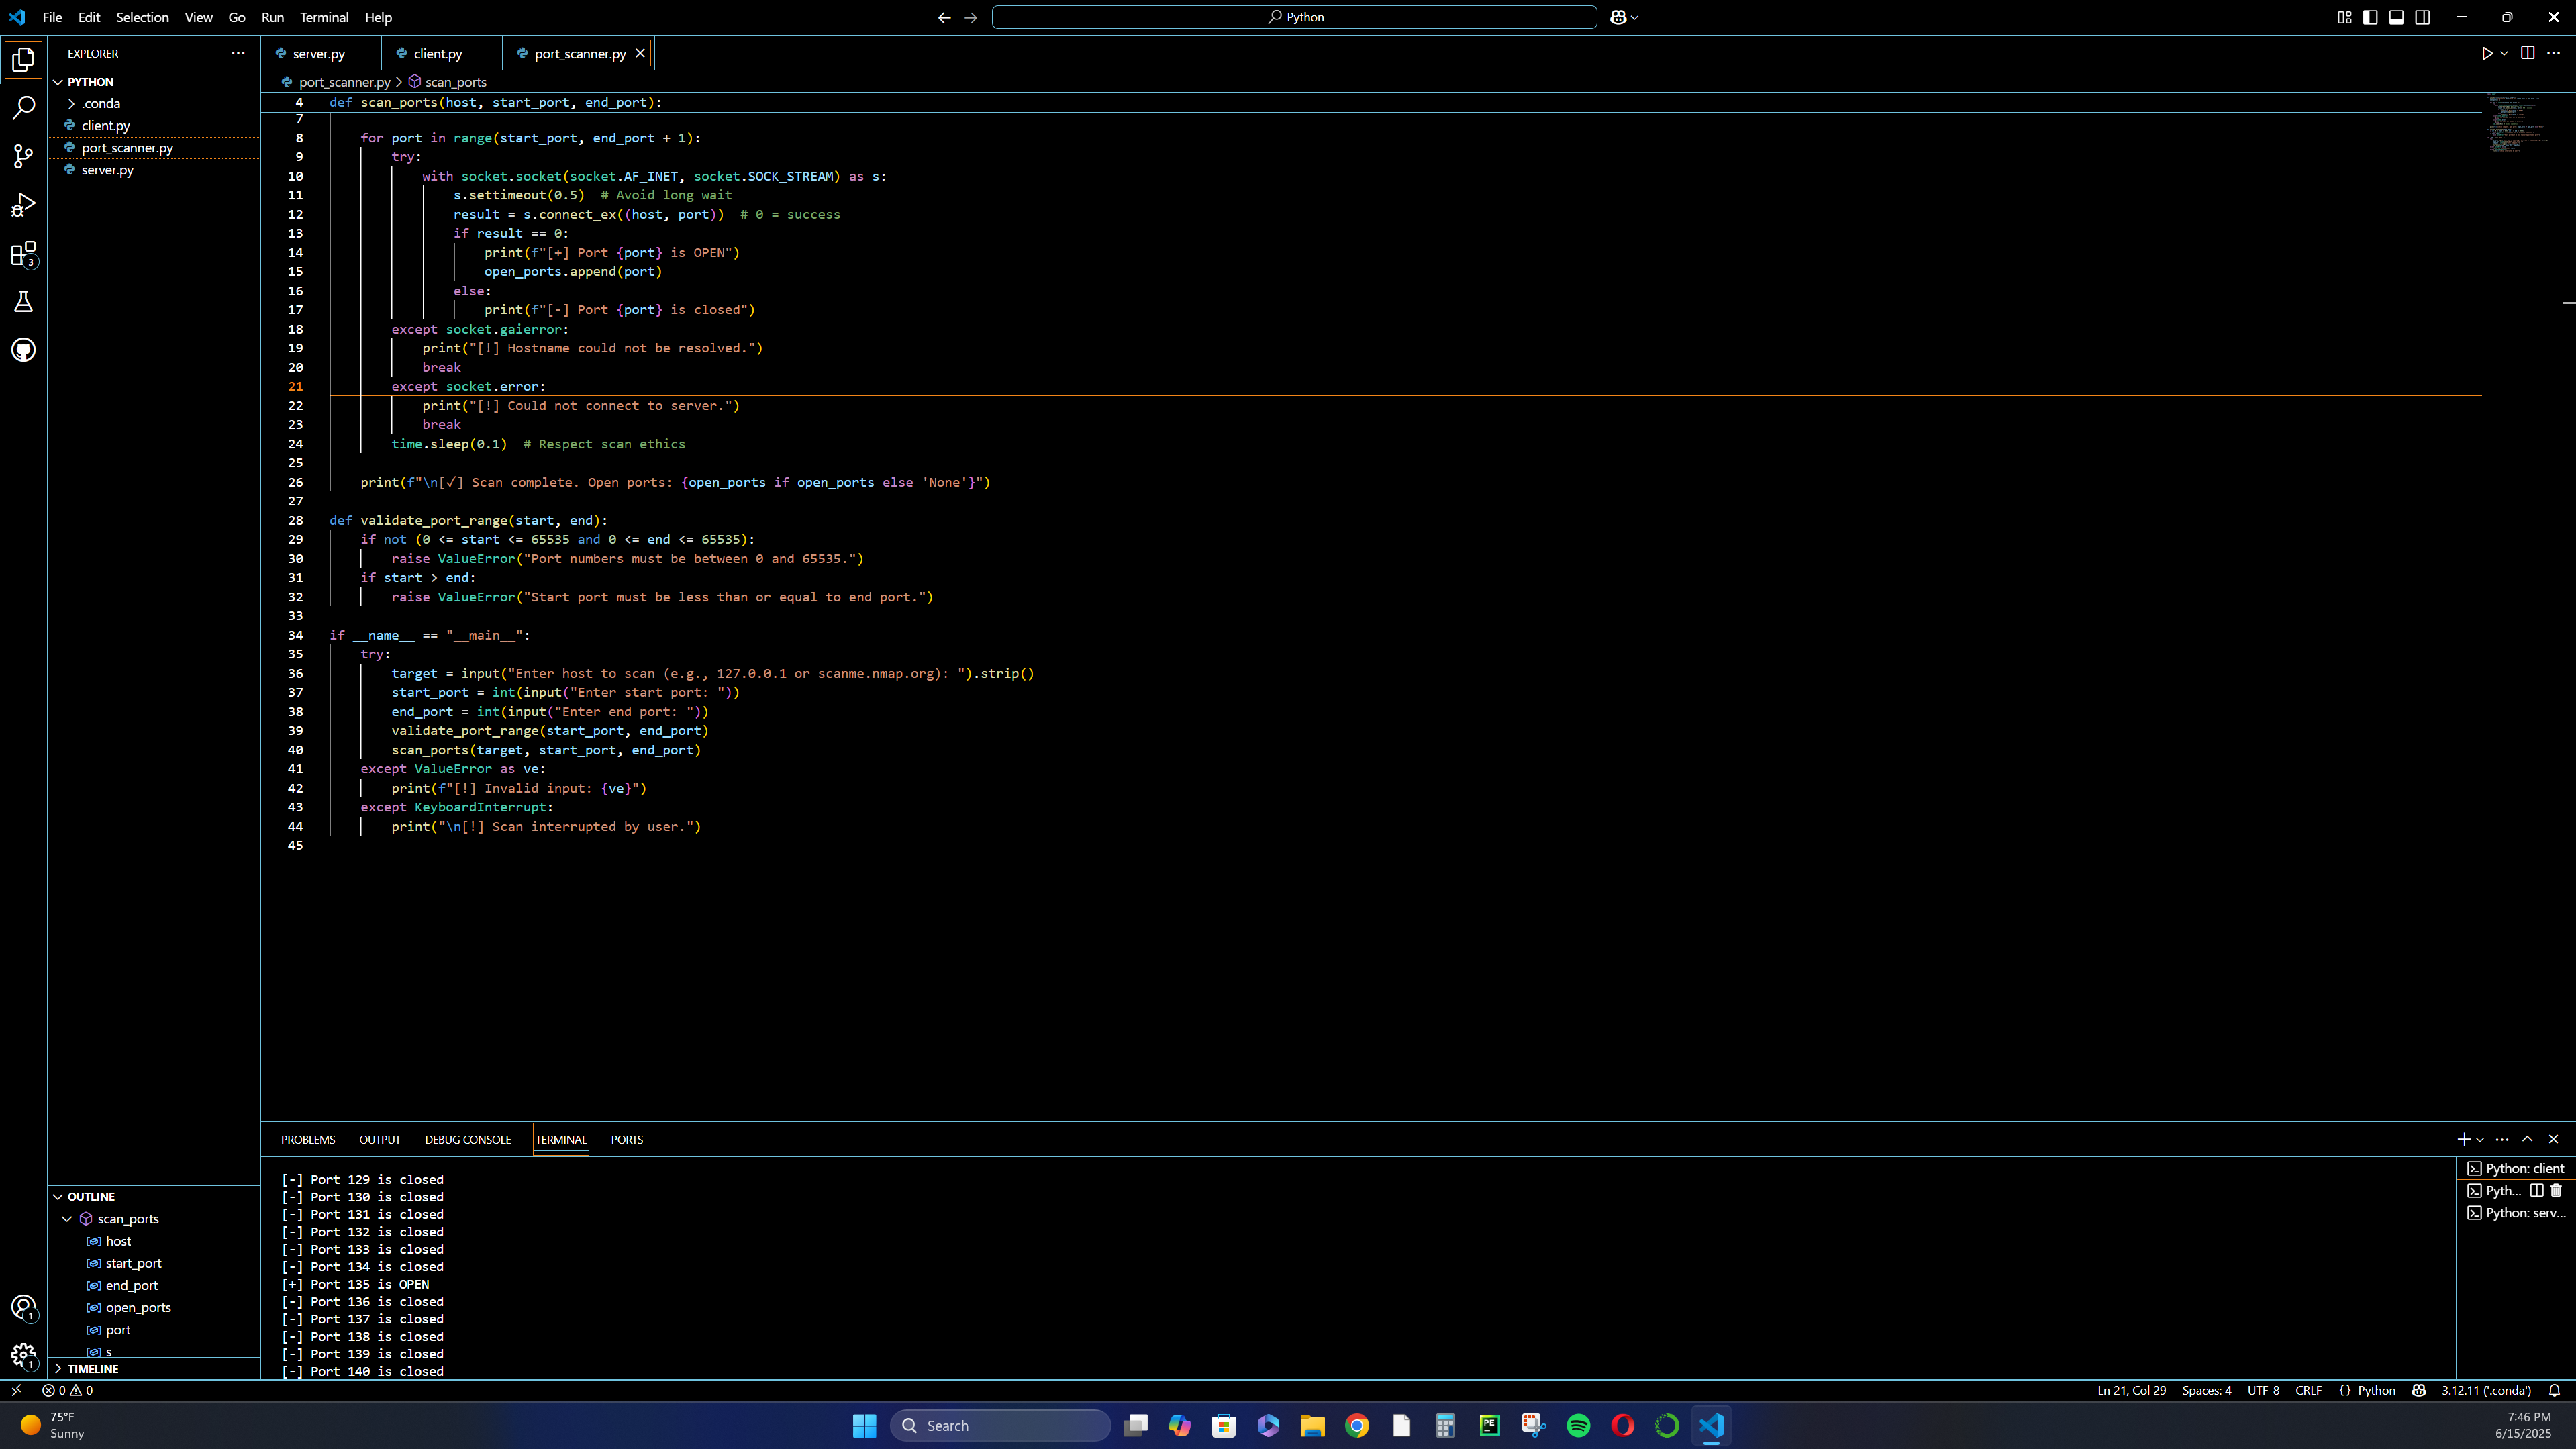 File Edit Selection View Go Run Terminal Help
Python
EXPLORER
server.py client.py port_scanner.py
PYTHON
.conda
client.py
port_scanner.py
server.py
port_scanner.py > scan_ports
4 def scan_ports(host, start_port, end_port):
7
8 for port in range(start_port, end_port + 1):
9 try:
10 with socket.socket(socket.AF_INET, socket.SOCK_STREAM) as s:
11 s.settimeout(0.5) # Avoid long wait
12 result = s.connect_ex((host, port)) # 0 = success
13 if result == 0:
14 print(f"[+] Port {port} is OPEN")
15 open_ports.append(port)
16 else:
17 print(f"[-] Port {port} is closed")
18 except socket.gaierror:
19 print("[!] Hostname could not be resolved.")
20 break
21 except socket.error:
22 print("[!] Could not connect to server.")
23 break
24 time.sleep(0.1) # Respect scan ethics
25
26 print(f"\n[✓] Scan complete. Open ports: {open_ports if open_ports else 'None'}")
27
28 def validate_port_range(start, end):
29 if not (0 <= start <= 65535 and 0 <= end <= 65535):
30 raise ValueError("Port numbers must be between 0 and 65535.")
31 if start > end:
32 raise ValueError("Start port must be less than or equal to end port.")
33
34 if __name__ == "__main__":
35 try:
36 target = input("Enter host to scan (e.g., 127.0.0.1 or scanme.nmap.org): ").strip()
37 start_port = int(input("Enter start port: "))
38 end_port = int(input("Enter end port: "))
39 validate_port_range(start_port, end_port)
40 scan_ports(target, start_port, end_port)
41 except ValueError as ve:
42 print(f"[!] Invalid input: {ve}")
43 except KeyboardInterrupt:
44 print("\n[!] Scan interrupted by user.")
45
3
PROBLEMS OUTPUT DEBUG CONSOLE TERMINAL PORTS
[-] Port 129 is closed
[-] Port 130 is closed
[-] Port 131 is closed
[-] Port 132 is closed
[-] Port 133 is closed
[-] Port 134 is closed
[+] Port 135 is OPEN
[-] Port 136 is closed
[-] Port 137 is closed
[-] Port 138 is closed
[-] Port 139 is closed
[-] Port 140 is closed
Python: client
Pyth...
Python: serv...
OUTLINE
scan_ports
host
start_port
end_port
open_ports
port
s
TIMELINE
1
1
0 0
Ln 21, Col 29 Spaces: 4 UTF-8 CRLF {} Python 3.12.11 ('.conda')
75°F
Sunny
Search
PE
7:46 PM
6/15/2025